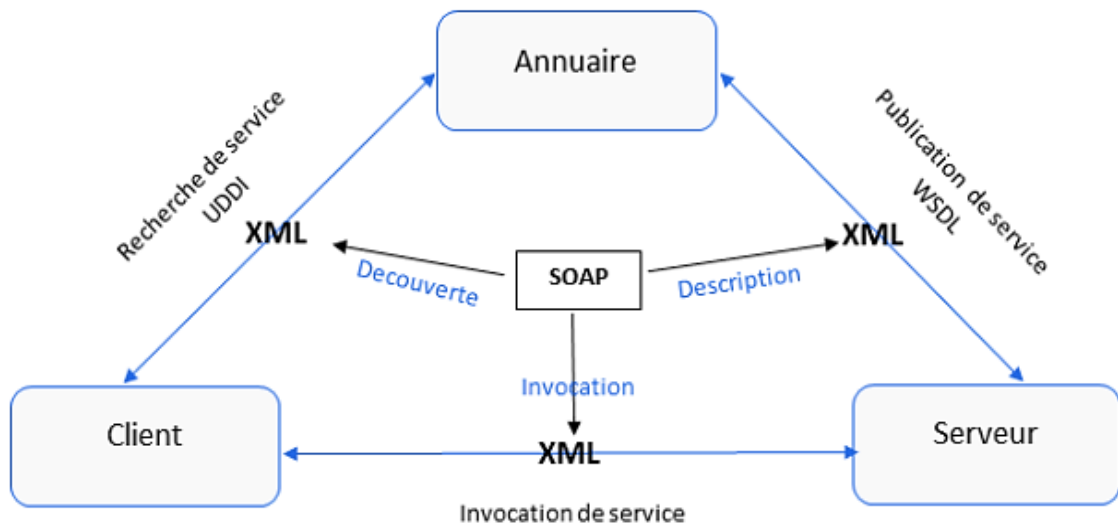 Annuaire
Recherche de service
UDDI
Publication de service
WSDL
XML
XML
SOAP
Decouverte
Description
Invocation
Client
Serveur
XML
Invocation de service